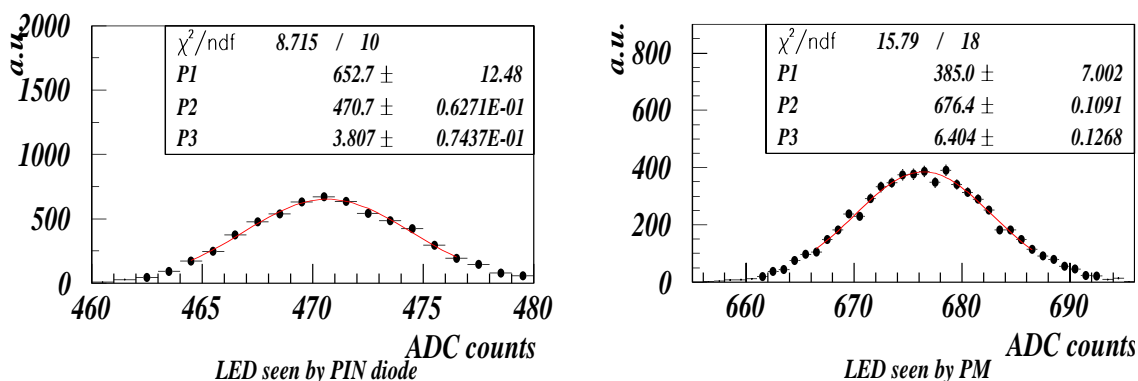 2000
1500
1000
500
0
a.u.
χ²/ndf 8.715 / 10
P1 652.7 ± 12.48
P2 470.7 ± 0.6271E-01
P3 3.807 ± 0.7437E-01
460 465 470 475 480
ADC counts
LED seen by PIN diode
800
600
400
200
0
a.u.
χ²/ndf 15.79 / 18
P1 385.0 ± 7.002
P2 676.4 ± 0.1091
P3 6.404 ± 0.1268
660 670 680 690
ADC counts
LED seen by PM